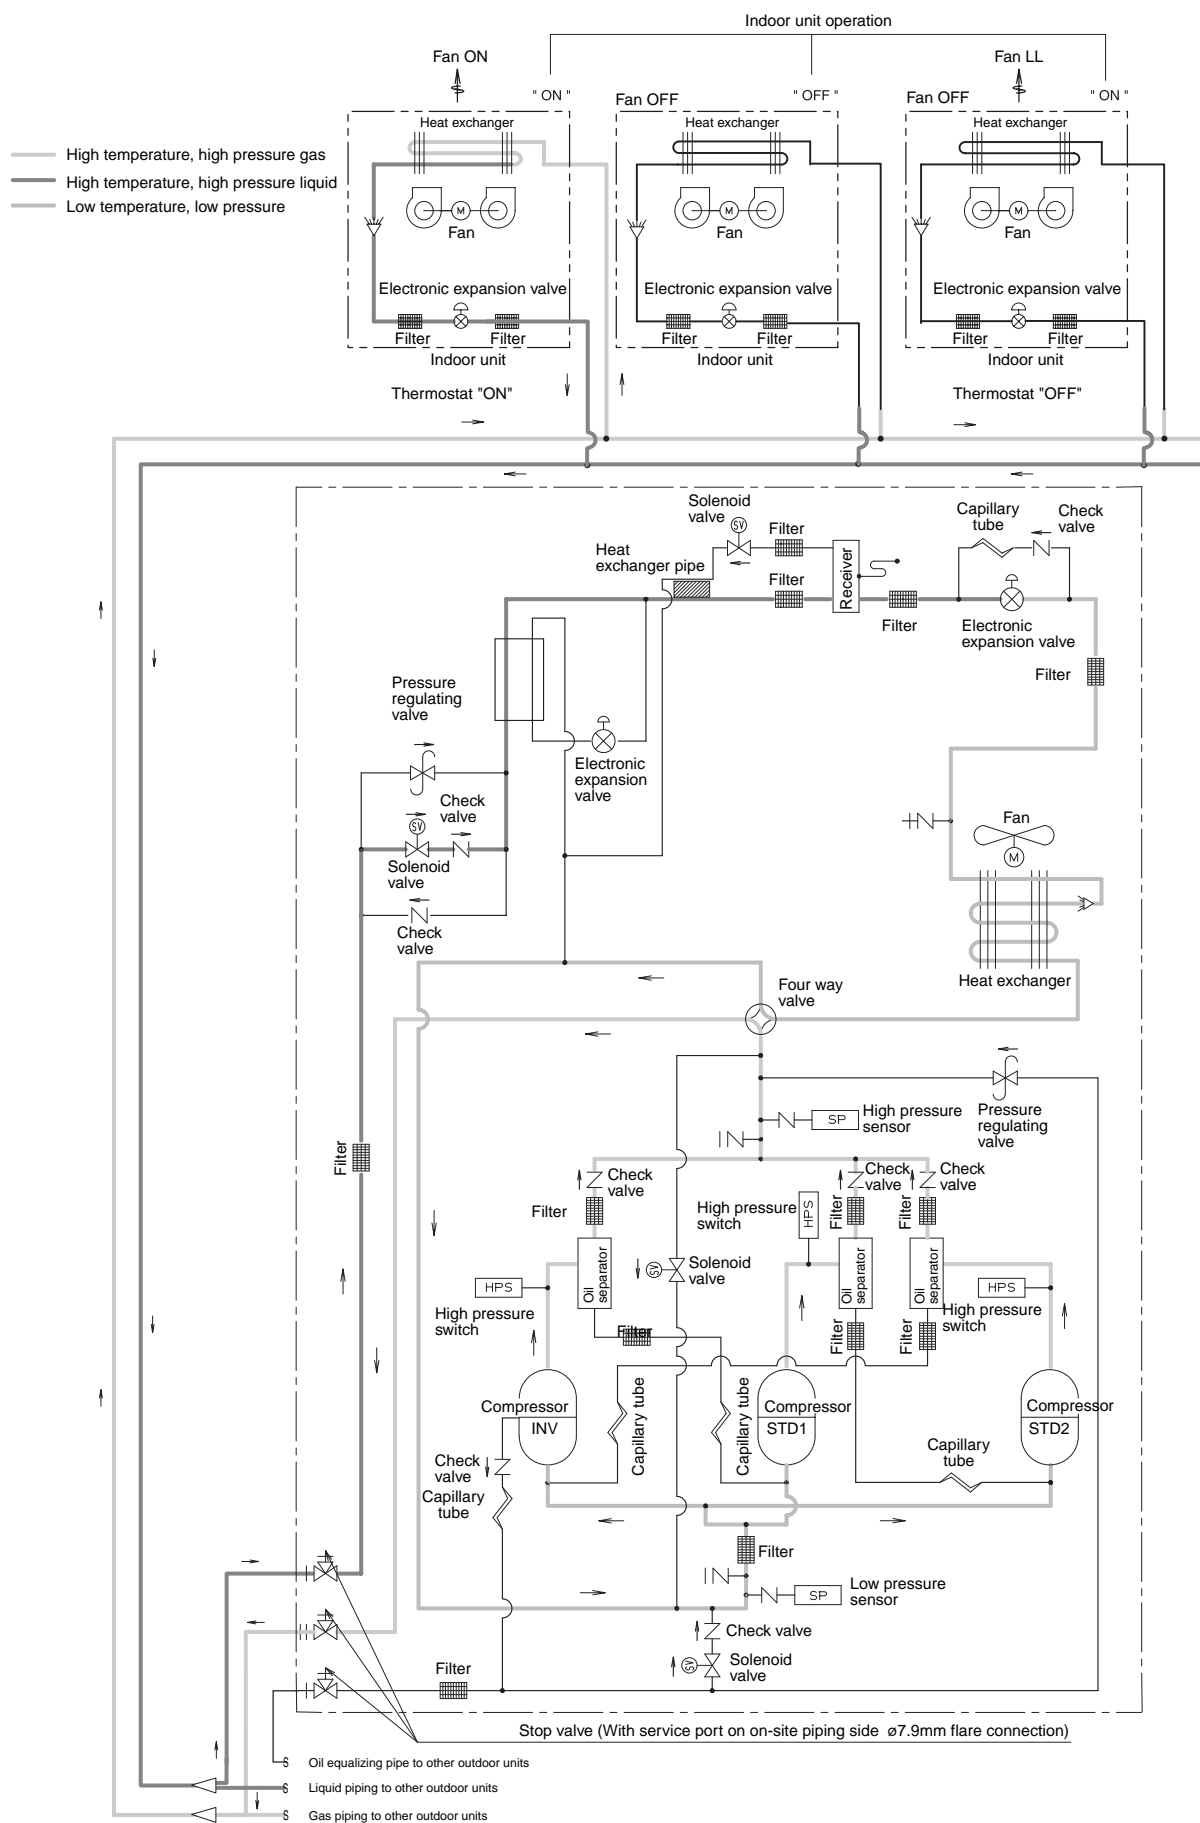 Indoor unit operation
Fan ON
Fan LL
" ON "
Fan OFF
" OFF "
Fan OFF
" ON "
Heat exchanger
Heat exchanger
Heat exchanger
High temperature, high pressure gas
High temperature, high pressure liquid
Low temperature, low pressure
M
M
M
Fan
Fan
Fan
Electronic expansion valve
Electronic expansion valve
Electronic expansion valve
Filter
Filter
Filter
Filter
Filter
Filter
Indoor unit
Indoor unit
Indoor unit
Thermostat "ON"
Thermostat "OFF"
Solenoid
valve
SV
Filter
Capillary
tube
Check
valve
Heat
exchanger pipe
Filter
Receiver
Filter
Electronic
expansion valve
Filter
Pressure
regulating
valve
Electronic
expansion
valve
Check
valve
SV
Solenoid
valve
Fan
M
Check
valve
Heat exchanger
Four way
valve
High pressure
sensor
SP
Pressure
regulating
valve
Filter
Check
valve
Check
valve
Check
valve
Filter
High pressure
switch
HPS
Filter
Filter
Oil
separator
SV
Solenoid
valve
Oil
separator
Oil
separator
HPS
High pressure
switch
HPS
High pressure
switch
Filter
Filter
Filter
Compressor
INV
Capillary tube
Capillary tube
Compressor
STD1
Compressor
STD2
Check
valve
Capillary
tube
Capillary
tube
Filter
SP
Low pressure
sensor
Check valve
SV
Solenoid
valve
Filter
Stop valve (With service port on on-site piping side ø7.9mm flare connection)
Oil equalizing pipe to other outdoor units
Liquid piping to other outdoor units
Gas piping to other outdoor units